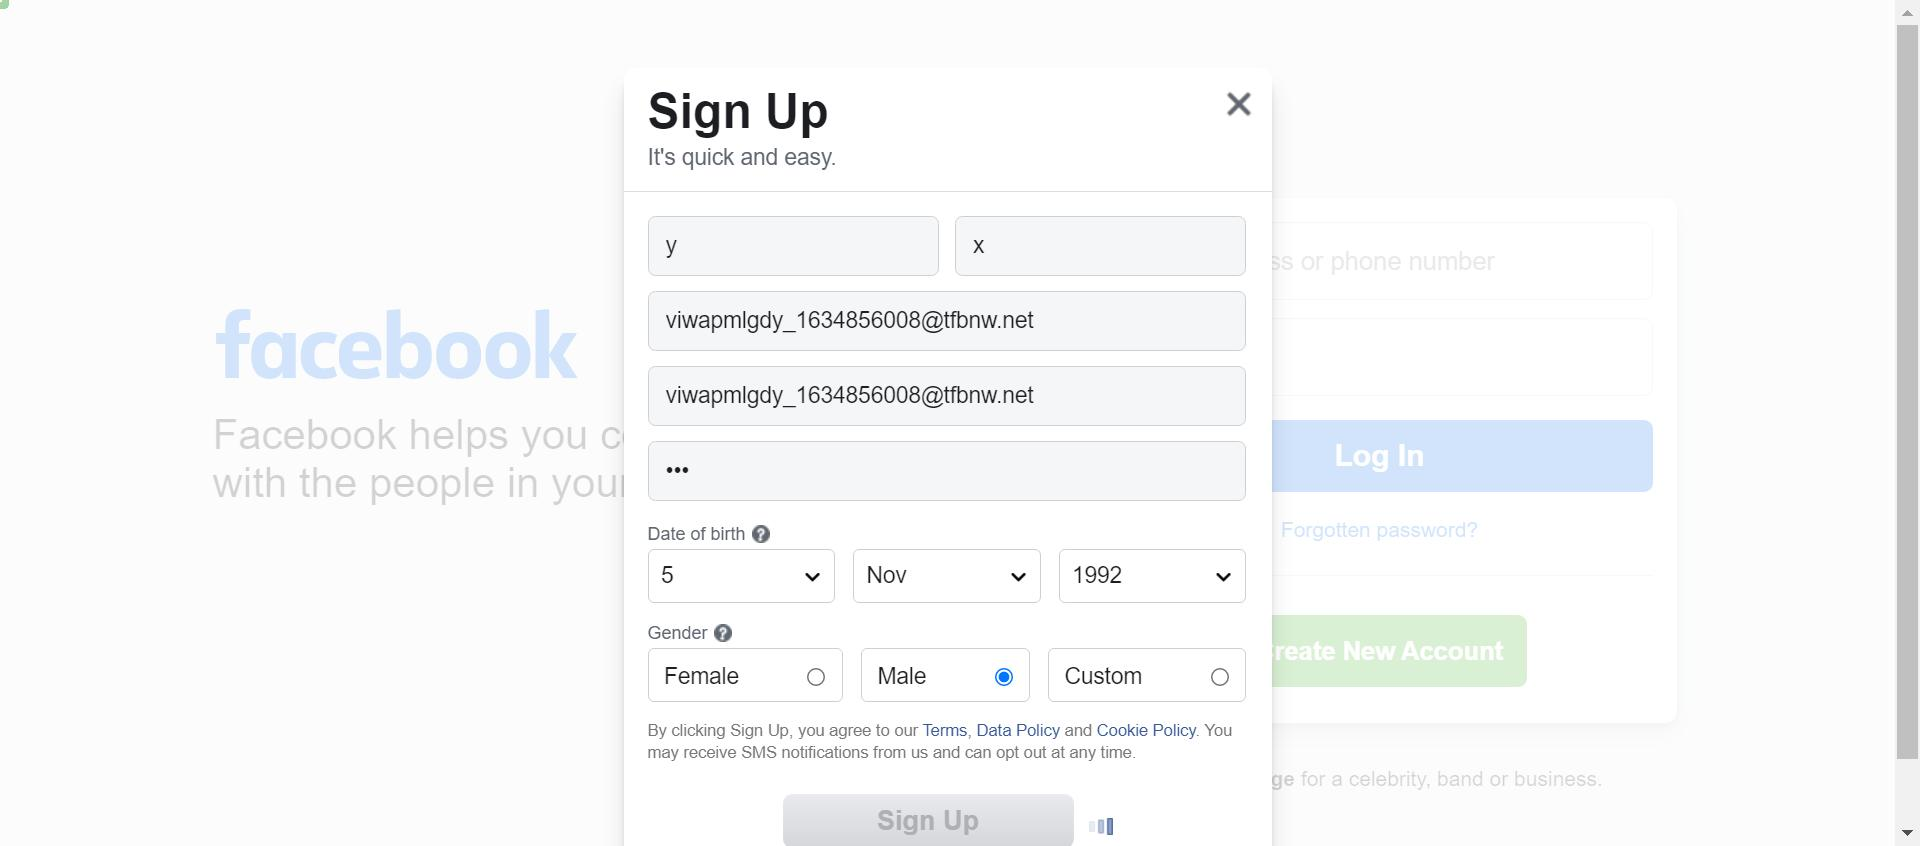 Sign Up
It's quick and easy.
y
x
viwapmlgdy_1634856008@tfbnw.net
viwapmlgdy_1634856008@tfbnw.net
•••
Date of birth ?
5
Nov
1992
Gender ?
Female
Male
Custom
By clicking Sign Up, you agree to our Terms, Data Policy and Cookie Policy. You
may receive SMS notifications from us and can opt out at any time.
Sign Up
facebook
Facebook helps you
with the people in your
or phone number
Log In
Forgotten password?
Create New Account
for a celebrity, band or business.